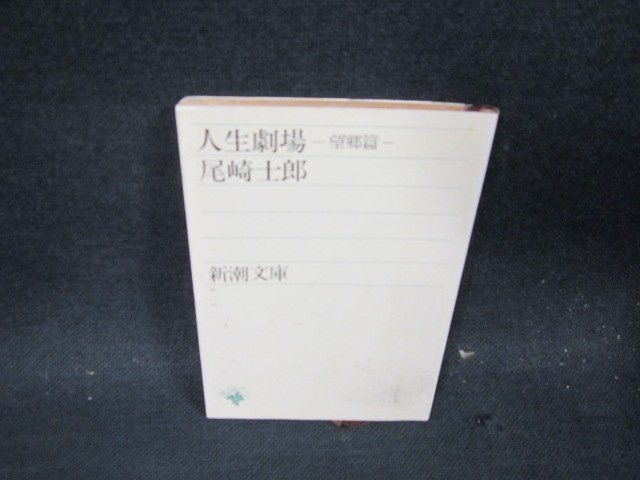 人生劇場 －望郷篇－
尾崎士郎
新潮文庫